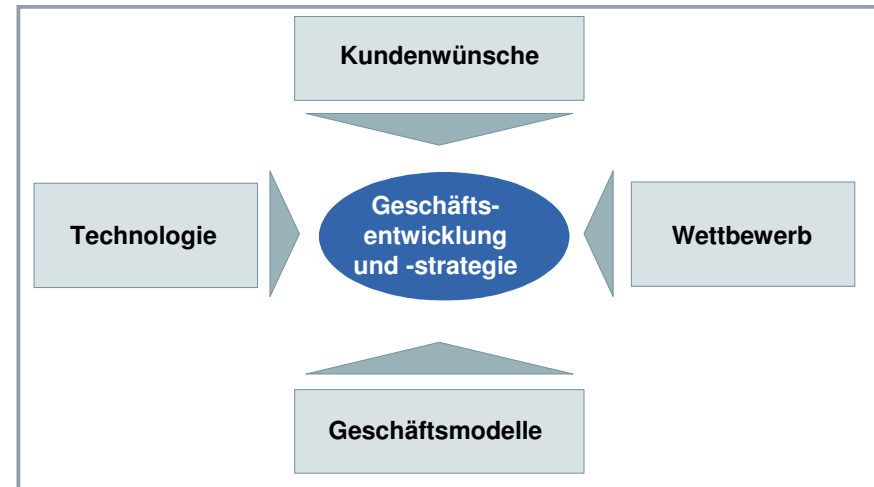 Kundenwünsche
Technologie
Geschäfts-
entwicklung
und -strategie
Wettbewerb
Geschäftsmodelle